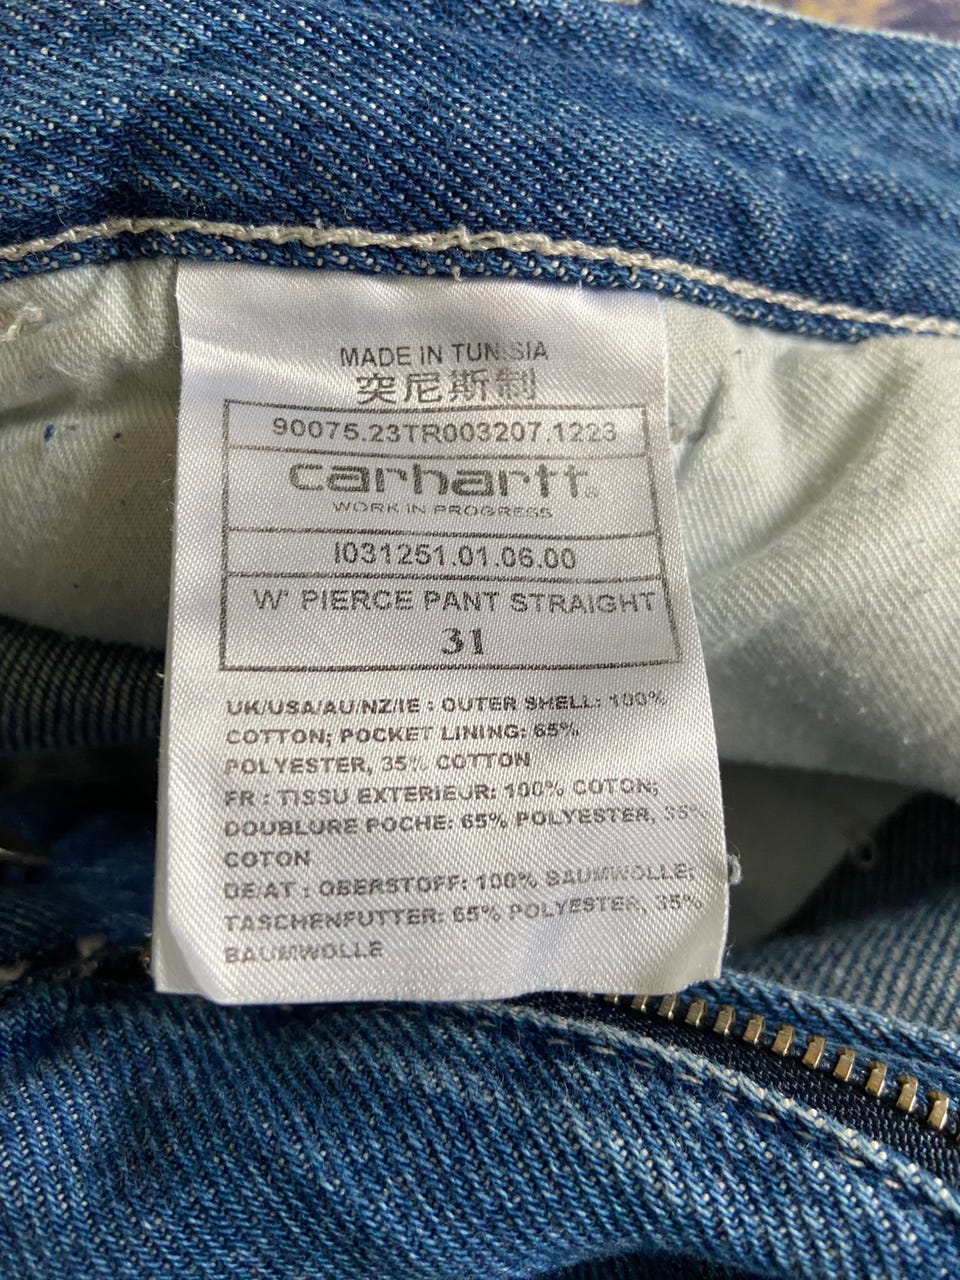 MADE IN TUNISIA
突尼斯制
90075.23TR003207.1223
carhartt®
WORK IN PROGRESS
I031251.01.06.00
W' PIERCE PANT STRAIGHT
31
UK/USA/AU/NZ/IE : OUTER SHELL: 100%
COTTON; POCKET LINING: 65%
POLYESTER, 35% COTTON
FR : TISSU EXTERIEUR: 100% COTON;
DOUBLURE POCHE: 65% POLYESTER, 35%
COTON
DE/AT : OBERSTOFF: 100% BAUMWOLLE;
TASCHENFUTTER: 65% POLYESTER, 35%
BAUMWOLLE